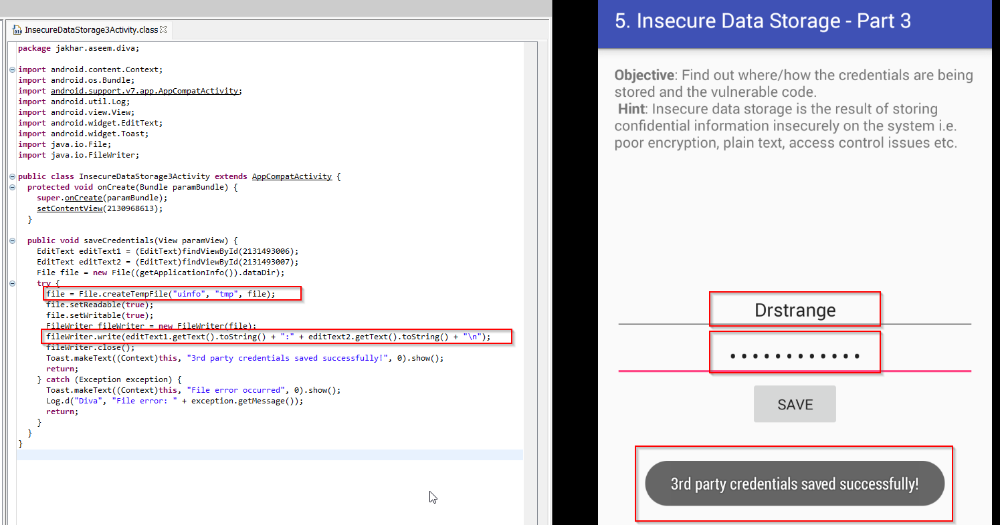 InsecureDataStorage3Activity.class
package jakhar.aseem.diva;
import android.content.Context;
import android.os.Bundle;
import android.support.v7.app.AppCompatActivity;
import android.util.Log;
import android.view.View;
import android.widget.EditText;
import android.widget.Toast;
import java.io.File;
import java.io.FileWriter;
public class InsecureDataStorage3Activity extends AppCompatActivity {
protected void onCreate(Bundle paramBundle) {
super.onCreate(paramBundle);
setContentView(2130968613);
}
public void saveCredentials(View paramView) {
EditText editText1 = (EditText)findViewById(2131493006);
EditText editText2 = (EditText)findViewById(2131493007);
File file = new File((getApplicationInfo()).dataDir);
try {
file = File.createTempFile("uinfo", "tmp", file);
file.setReadable(true);
file.setWritable(true);
FileWriter fileWriter = new FileWriter(file);
fileWriter.write(editText1.getText().toString() + ":" + editText2.getText().toString() + "\n");
fileWriter.close();
Toast.makeText((Context)this, "3rd party credentials saved successfully!", 0).show();
return;
} catch (Exception exception) {
Toast.makeText((Context)this, "File error occurred", 0).show();
Log.d("Diva", "File error: " + exception.getMessage());
return;
}
}
}
5. Insecure Data Storage - Part 3
Objective: Find out where/how the credentials are being
stored and the vulnerable code.
Hint: Insecure data storage is the result of storing
confidential information insecurely on the system i.e.
poor encryption, plain text, access control issues etc.
Drstrange
••••••••••••
SAVE
3rd party credentials saved successfully!